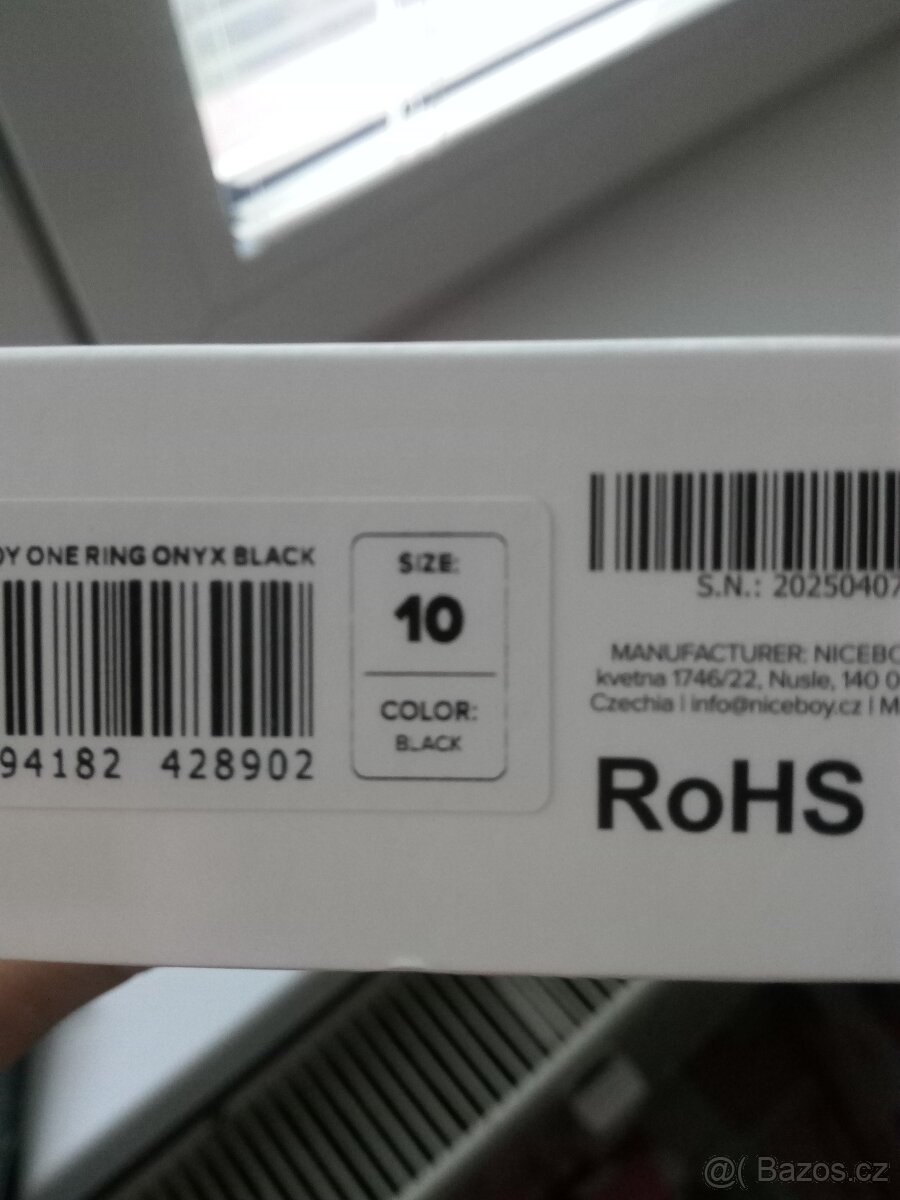 OY ONE RING ONYX BLACK
94182 428902
SIZE:
10
COLOR:
BLACK
S.N.: 20250407
MANUFACTURER: NICEBO
kvetna 1746/22, Nusle, 140 0
Czechia | info@niceboy.cz | M
RoHS
@( Bazos.cz